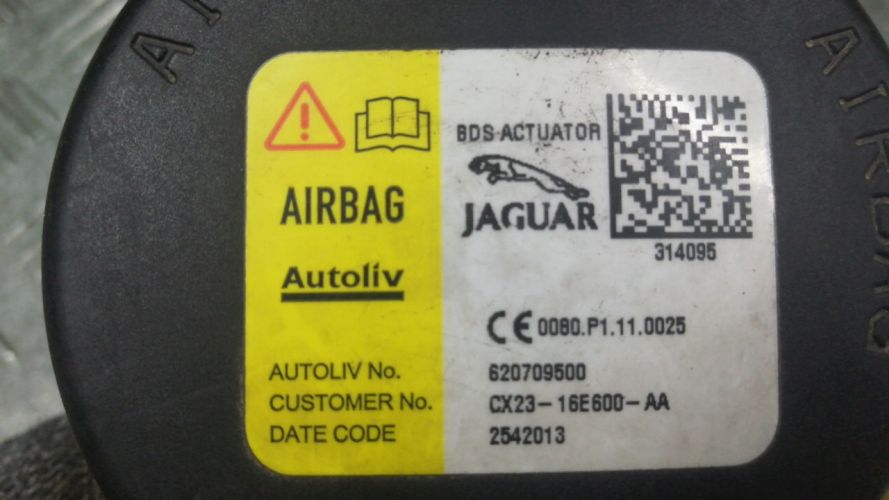 AIRBAG
AIRBAG
Autoliv
BDS ACTUATOR
JAGUAR
314095
CE 0080.P1.11.0025
AUTOLIV No. 620709500
CUSTOMER No. CX23-16E600-AA
DATE CODE 2542013